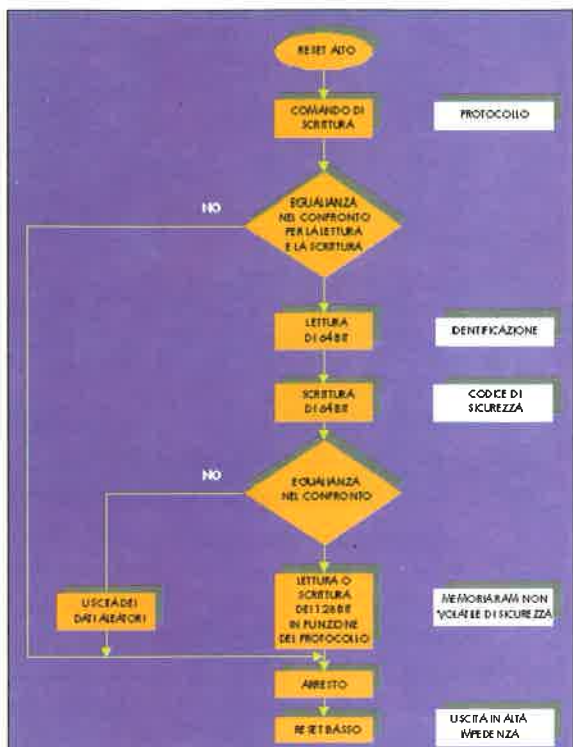 RESET ALTO
COMANDO DI
SCRITTURA
PROTOCOLLO
NO
EGUALIANZA
NEL CONFRONTO
PER LA LETTURA
E LA SCRITTURA
LETTURA
DI 64 BIT
IDENTIFICAZIONE
SCRITTURA
DI 64 BIT
CODICE DI
SICUREZZA
NO
EGUALIANZA
NEL CONFRONTO
USCITA DEI
DATI ALEATORI
LETTURA O
SCRITTURA
DEI 128 BIT
IN FUNZIONE
DEL PROTOCOLLO
MEMORIA RAM NON
VOLATILE DI SICUREZZA
ARRESTO
RESET BASSO
USCITA IN ALTA
IMPEDENZA